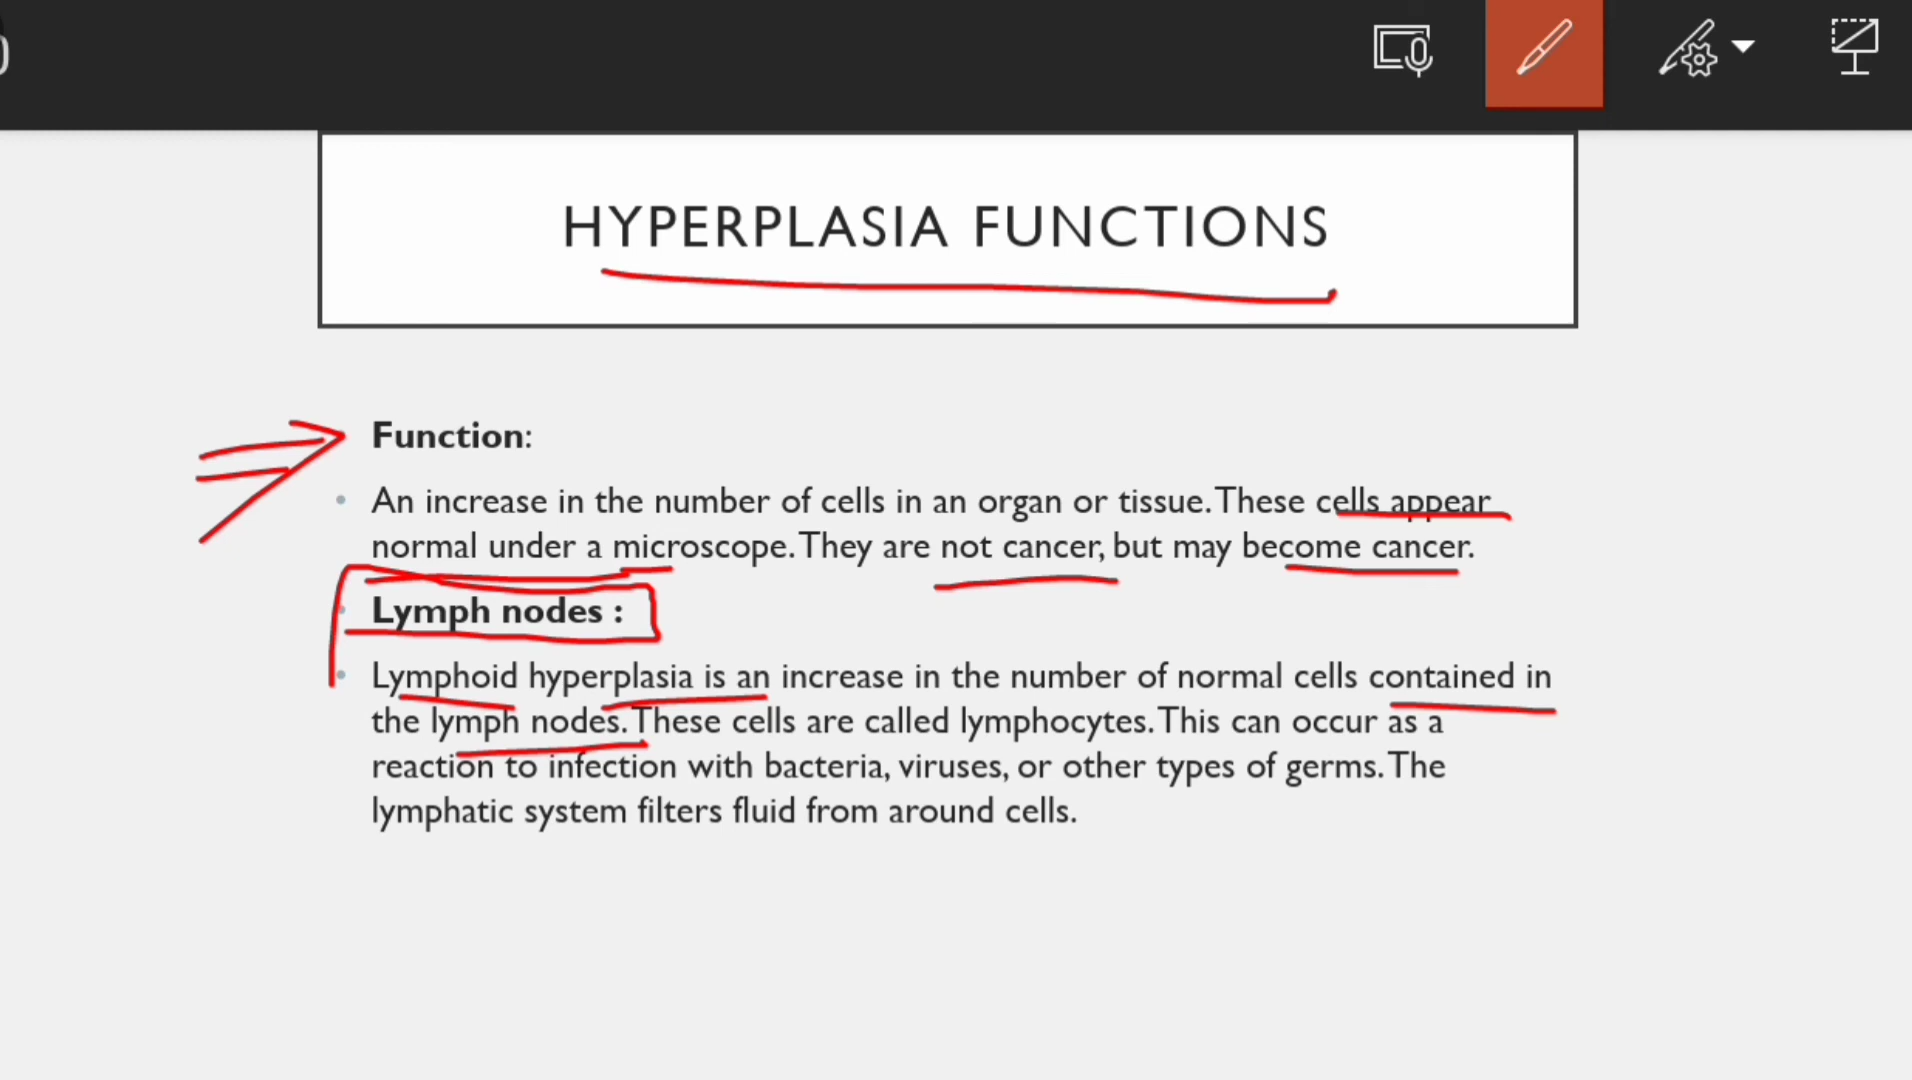 HYPERPLASIA FUNCTIONS
Function:
• An increase in the number of cells in an organ or tissue. These cells appear
normal under a microscope. They are not cancer, but may become cancer.
• Lymph nodes :
• Lymphoid hyperplasia is an increase in the number of normal cells contained in
the lymph nodes. These cells are called lymphocytes. This can occur as a
reaction to infection with bacteria, viruses, or other types of germs. The
lymphatic system filters fluid from around cells.